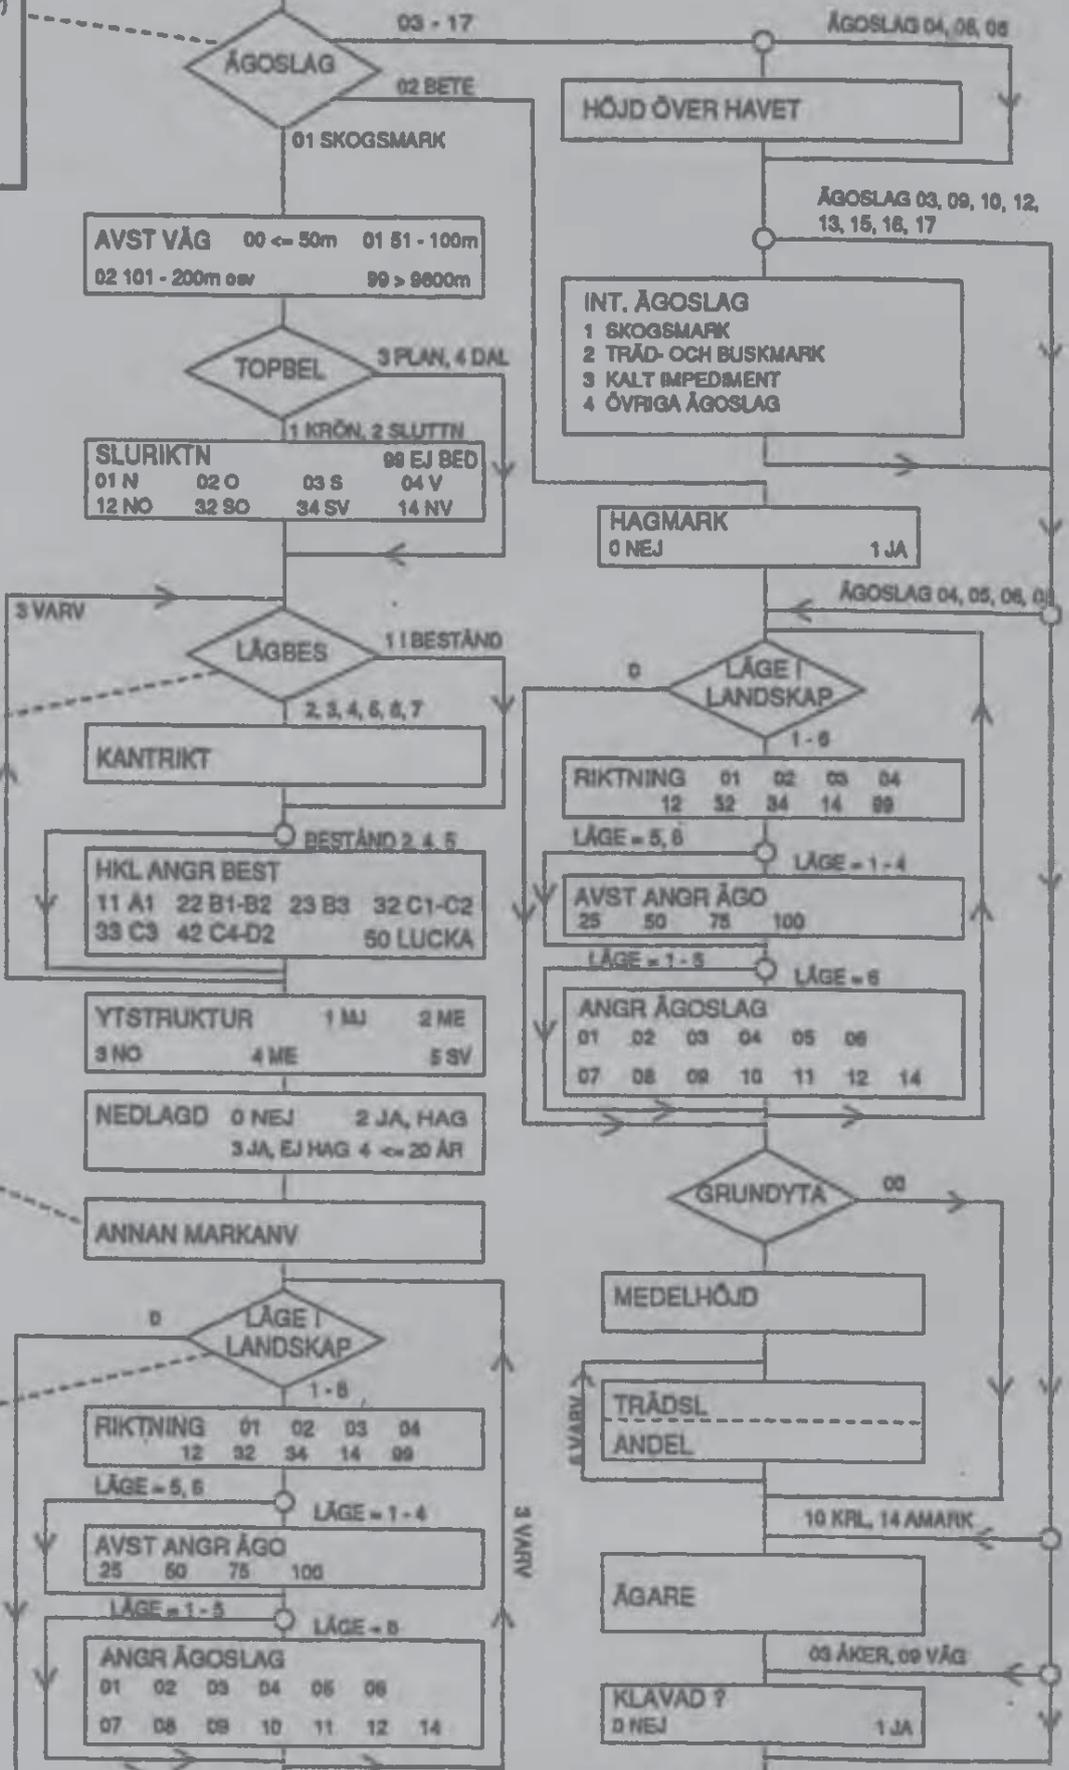 ÄGOSLAG
03 - 17
02 BETE
01 SKOGSMARK
AVST VÄG 00 <= 50m 01 51 - 100m
02 101 - 200m osv 99 > 9800m
TOPBEL
3 PLAN, 4 DAL
1 KRÖN, 2 SLUTTN
SLURIKTN 99 EJ BED
01 N 02 O 03 S 04 V
12 NO 32 SO 34 SV 14 NV
3 VARV
LÄGBES
1 I BESTÅND
2, 3, 4, 5, 6, 7
KANTRIKT
BESTÅND 2, 4, 5
HKL ANGR BEST
11 A1 22 B1-B2 23 B3 32 C1-C2
33 C3 42 C4-D2 50 LUCKA
YTSTRUKTUR 1 MJ 2 ME
3 NO 4 ME 5 SV
NEDLAGD 0 NEJ 2 JA, HAG
3 JA, EJ HAG 4 <= 20 ÅR
ANNAN MARKANV
0
LÄGE I
LANDSKAP
1 - 6
RIKTNING 01 02 03 04
12 32 34 14 99
LÄGE = 5, 6
LÄGE = 1 - 4
AVST ANGR ÄGO
25 50 75 100
LÄGE = 1 - 5
LÄGE = 6
ANGR ÄGOSLAG
01 02 03 04 05 06
07 08 09 10 11 12 14
3 VARV
ÄGOSLAG 04, 06, 08
HÖJD ÖVER HAVET
ÄGOSLAG 03, 09, 10, 12,
13, 15, 16, 17
INT. ÄGOSLAG
1 SKOGSMARK
2 TRÄD- OCH BUSKMARK
3 KALT IMPEDIMENT
4 ÖVRIGA ÄGOSLAG
HAGMARK
0 NEJ 1 JA
ÄGOSLAG 04, 05, 06,
0
LÄGE I
LANDSKAP
1 - 6
RIKTNING 01 02 03 04
12 32 34 14 99
LÄGE = 5, 6
LÄGE = 1 - 4
AVST ANGR ÄGO
25 50 75 100
LÄGE = 1 - 5
LÄGE = 6
ANGR ÄGOSLAG
01 02 03 04 05 06
07 08 09 10 11 12 14
GRUNDYTA
00
MEDELHÖJD
TRÄDSL
ANDEL
VARV
10 KRL, 14 AMARK
ÄGARE
03 ÅKER, 09 VÄG
KLAVAD ?
0 NEJ 1 JA